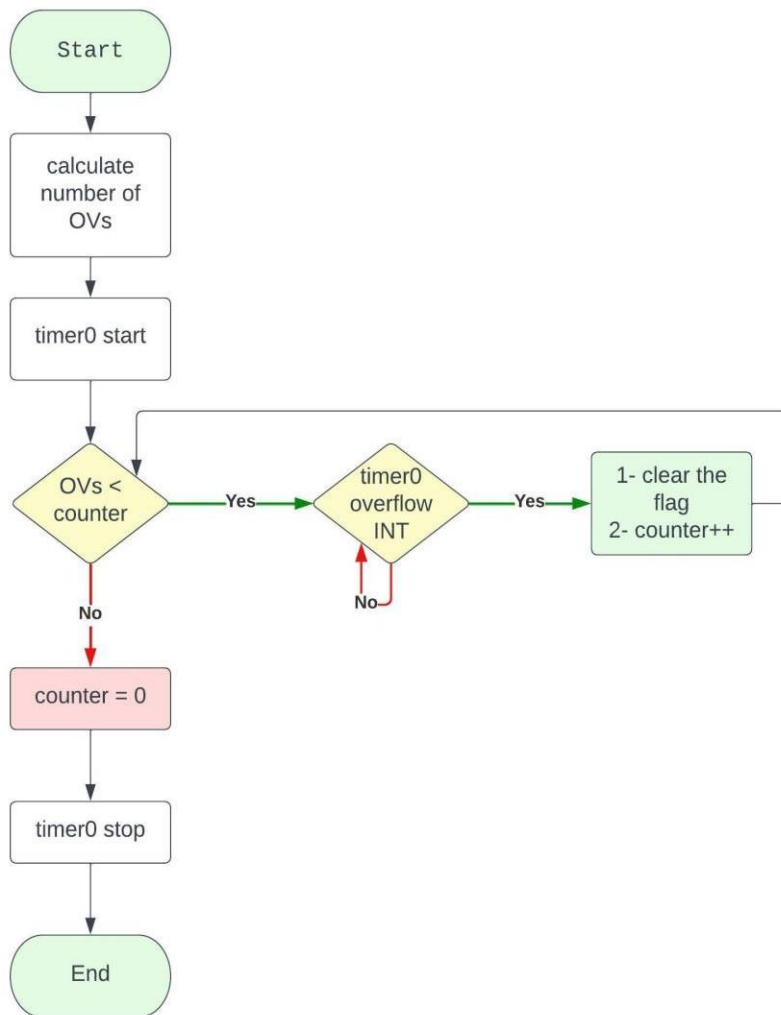 Start
calculate
number of
OVs
timer0 start
OVs <
counter
Yes
timer0
overflow
INT
Yes
1- clear the
flag
2- counter++
No
No
counter = 0
timer0 stop
End